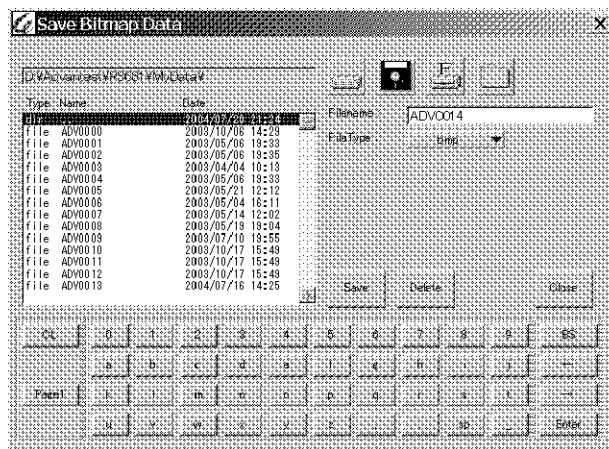 Save Bitmap Data
D:¥Advantest¥R3681¥MyData¥
Type Name Date
dir .. 2004/07/20 21:24
file ADV0000 2003/10/06 14:29
file ADV0001 2003/05/06 19:33
file ADV0002 2003/05/06 19:35
file ADV0003 2003/04/04 10:13
file ADV0004 2003/05/06 19:33
file ADV0005 2003/05/21 12:12
file ADV0006 2003/05/04 16:11
file ADV0007 2003/05/14 12:02
file ADV0008 2003/05/19 13:04
file ADV0009 2003/07/10 19:55
file ADV0010 2003/10/17 15:49
file ADV0011 2003/10/17 15:49
file ADV0012 2003/10/17 15:49
file ADV0013 2004/07/16 14:25
Filename ADV0014
FileType bmp
Save Delete Close
CL 0 1 2 3 4 5 6 7 8 9 BS
a b c d e f g h i j ←
Page1 k l m n o p q r s t →
u v w x y z sp _ Enter